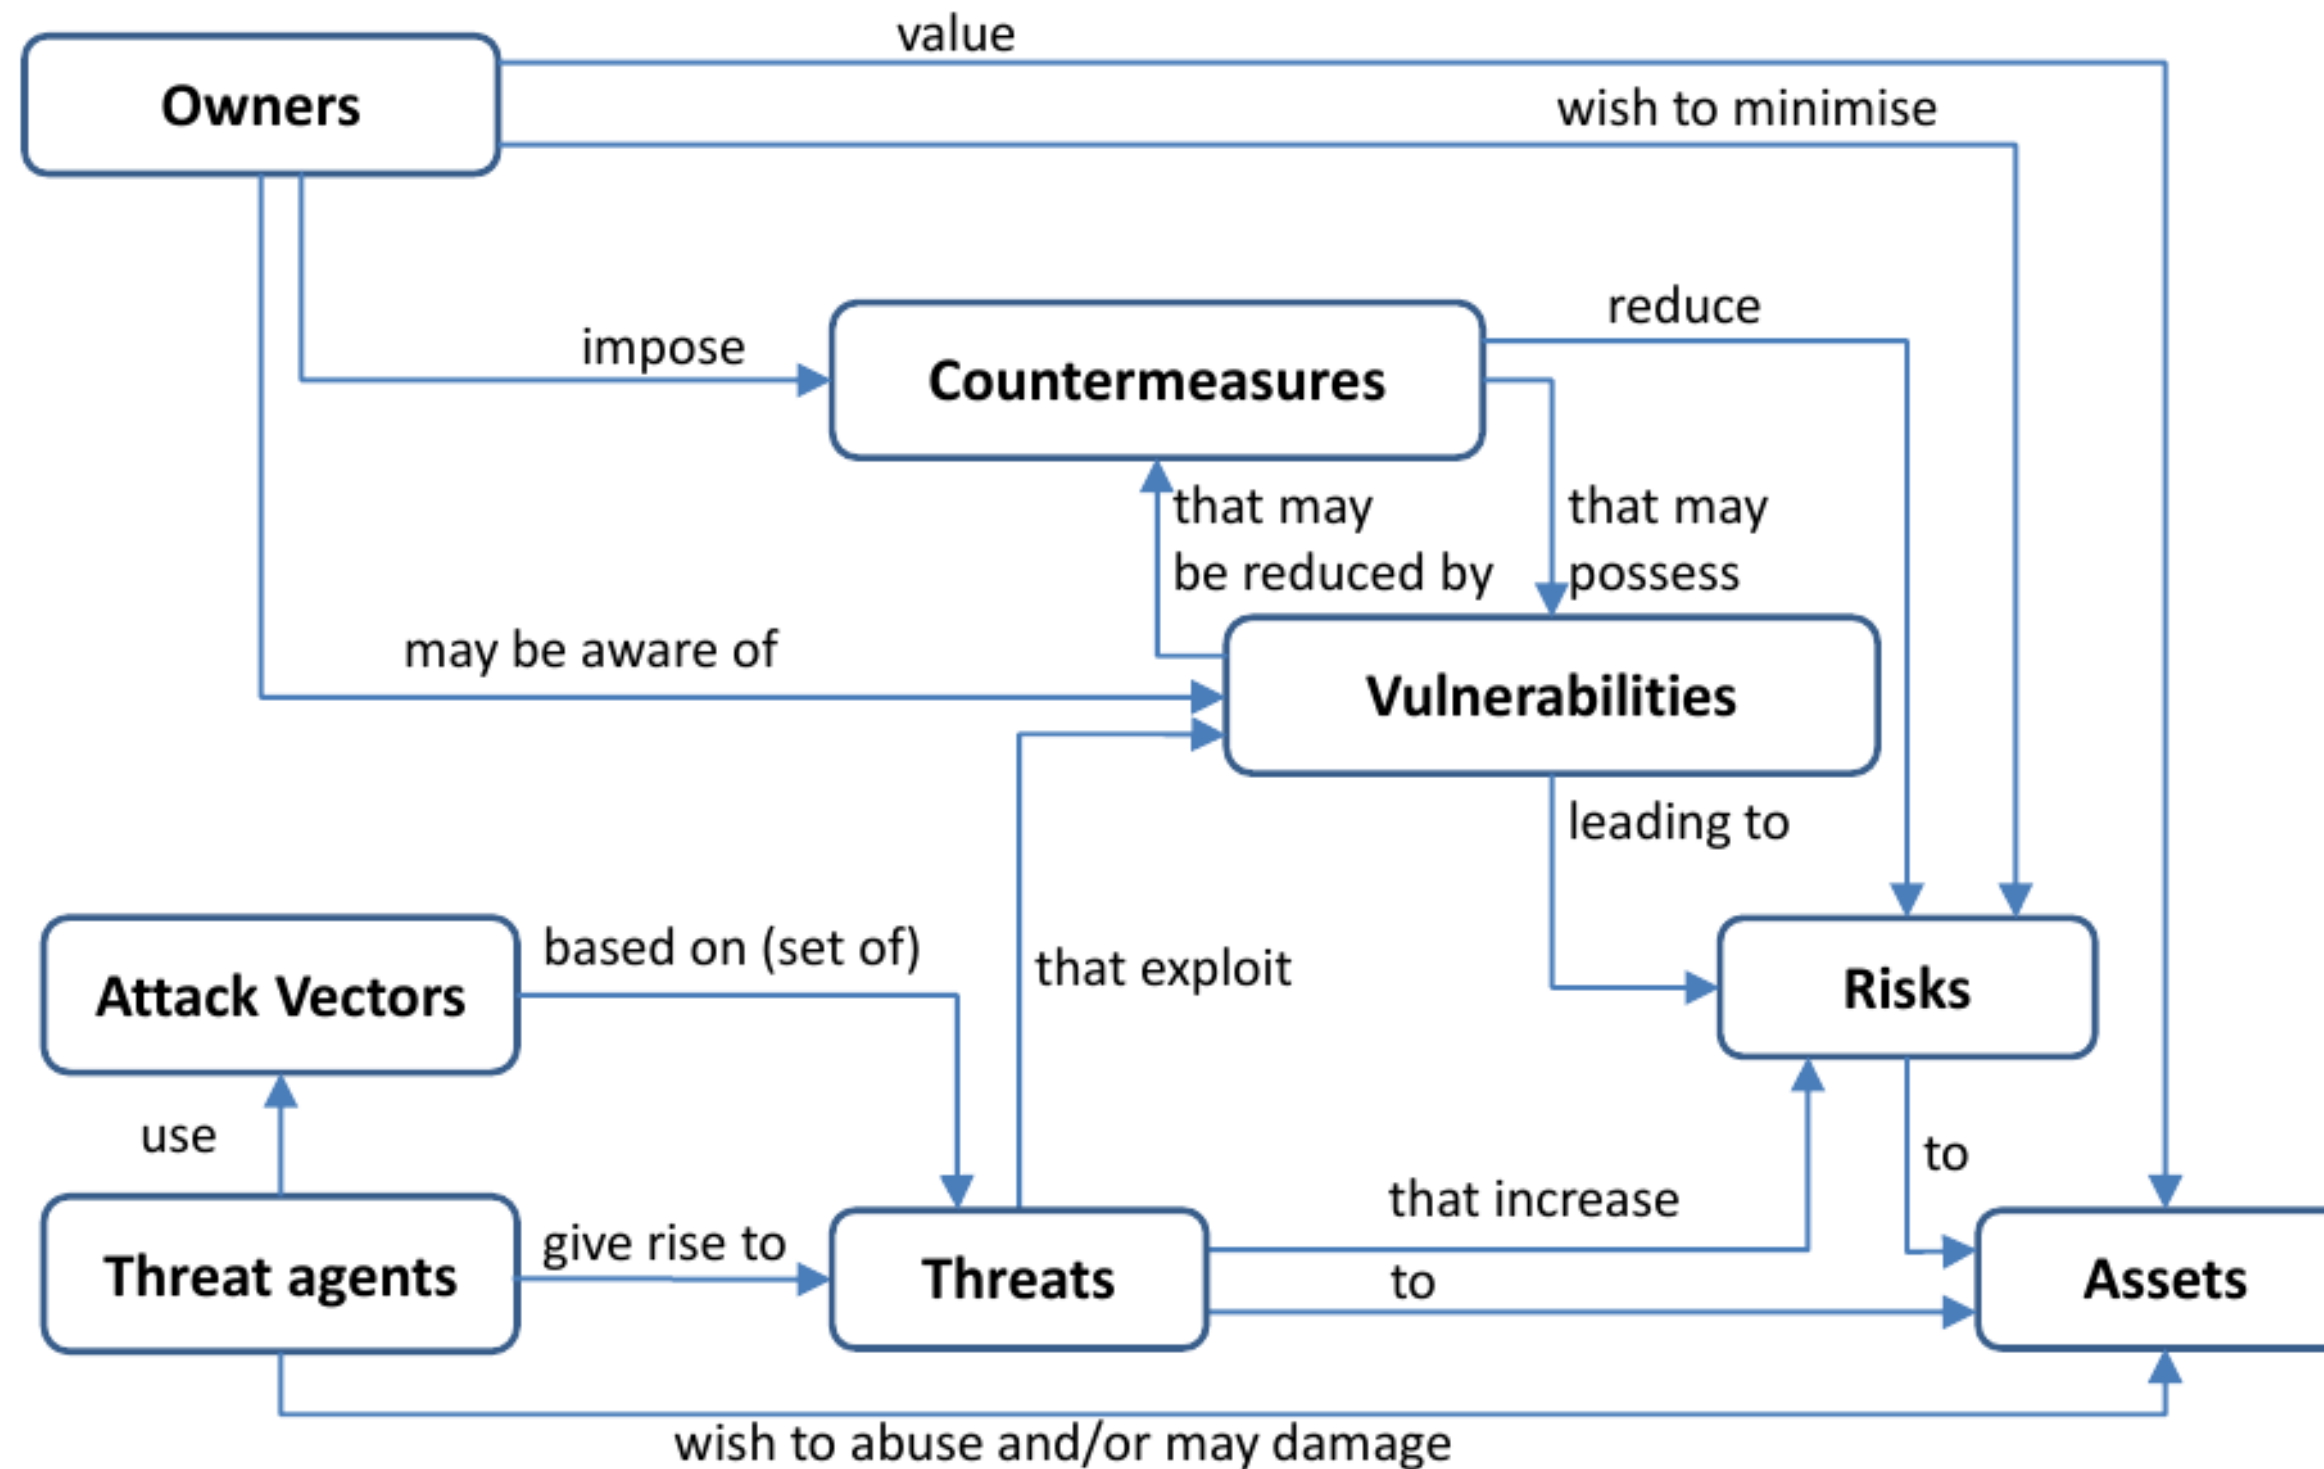 value
Owners
wish to minimise
reduce
impose
Countermeasures
that may
be reduced by
that may
possess
may be aware of
Vulnerabilities
leading to
based on (set of)
that exploit
Attack Vectors
Risks
use
to
that increase
give rise to
Threat agents
Threats
to
Assets
wish to abuse and/or may damage